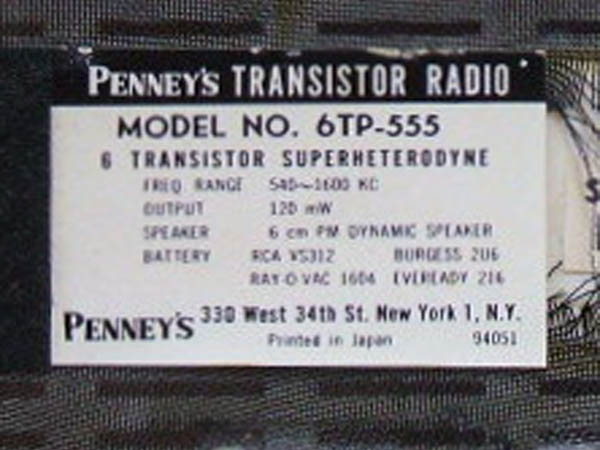 PENNEY'S TRANSISTOR RADIO
MODEL NO. 6TP-555
6 TRANSISTOR SUPERHETERODYNE
FREQ. RANGE 540~1600 KC
OUTPUT 120 mW
SPEAKER 6 cm PM DYNAMIC SPEAKER
BATTERY RCA VS312 BURGESS 2U6
RAY-O-VAC 1604 EVEREADY 216
PENNEY'S 330 West 34th St. New York 1, N.Y.
Printed in Japan 94051